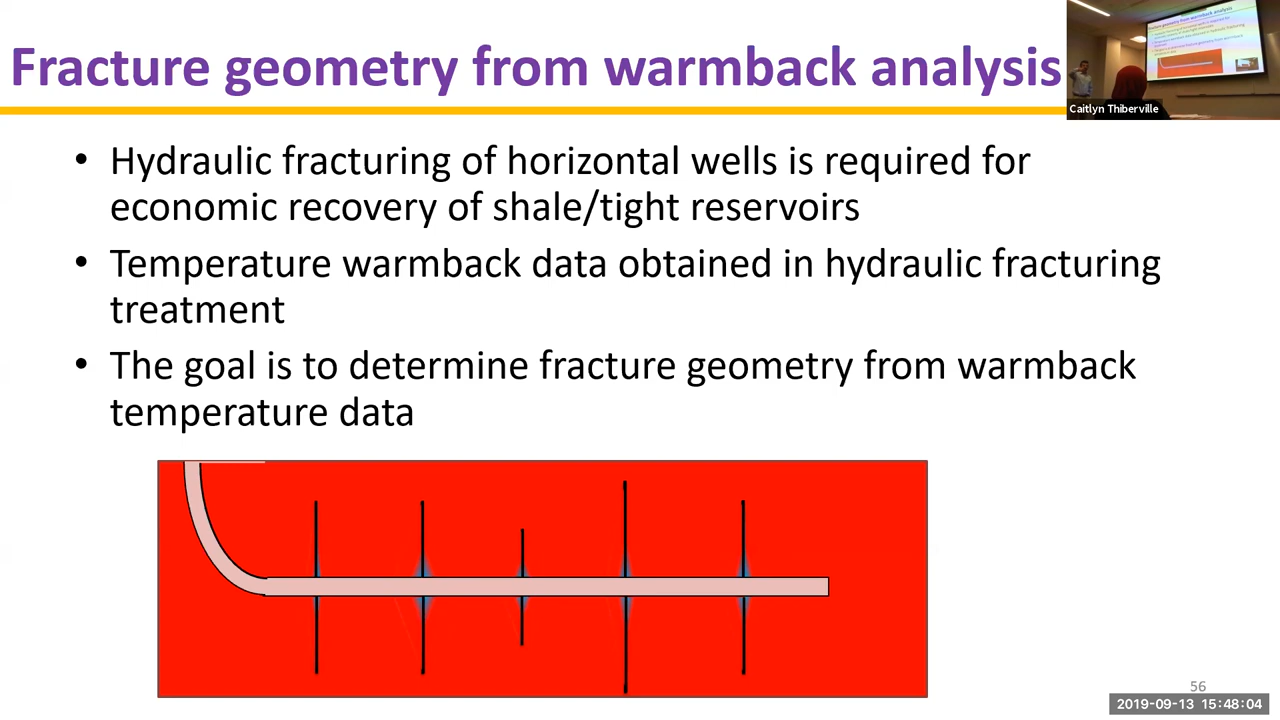 Fracture geometry from warmback analysis
Caitlyn Thiberville
• Hydraulic fracturing of horizontal wells is required for
economic recovery of shale/tight reservoirs
• Temperature warmback data obtained in hydraulic fracturing
treatment
• The goal is to determine fracture geometry from warmback
temperature data
56
2019-09-13 15:48:04